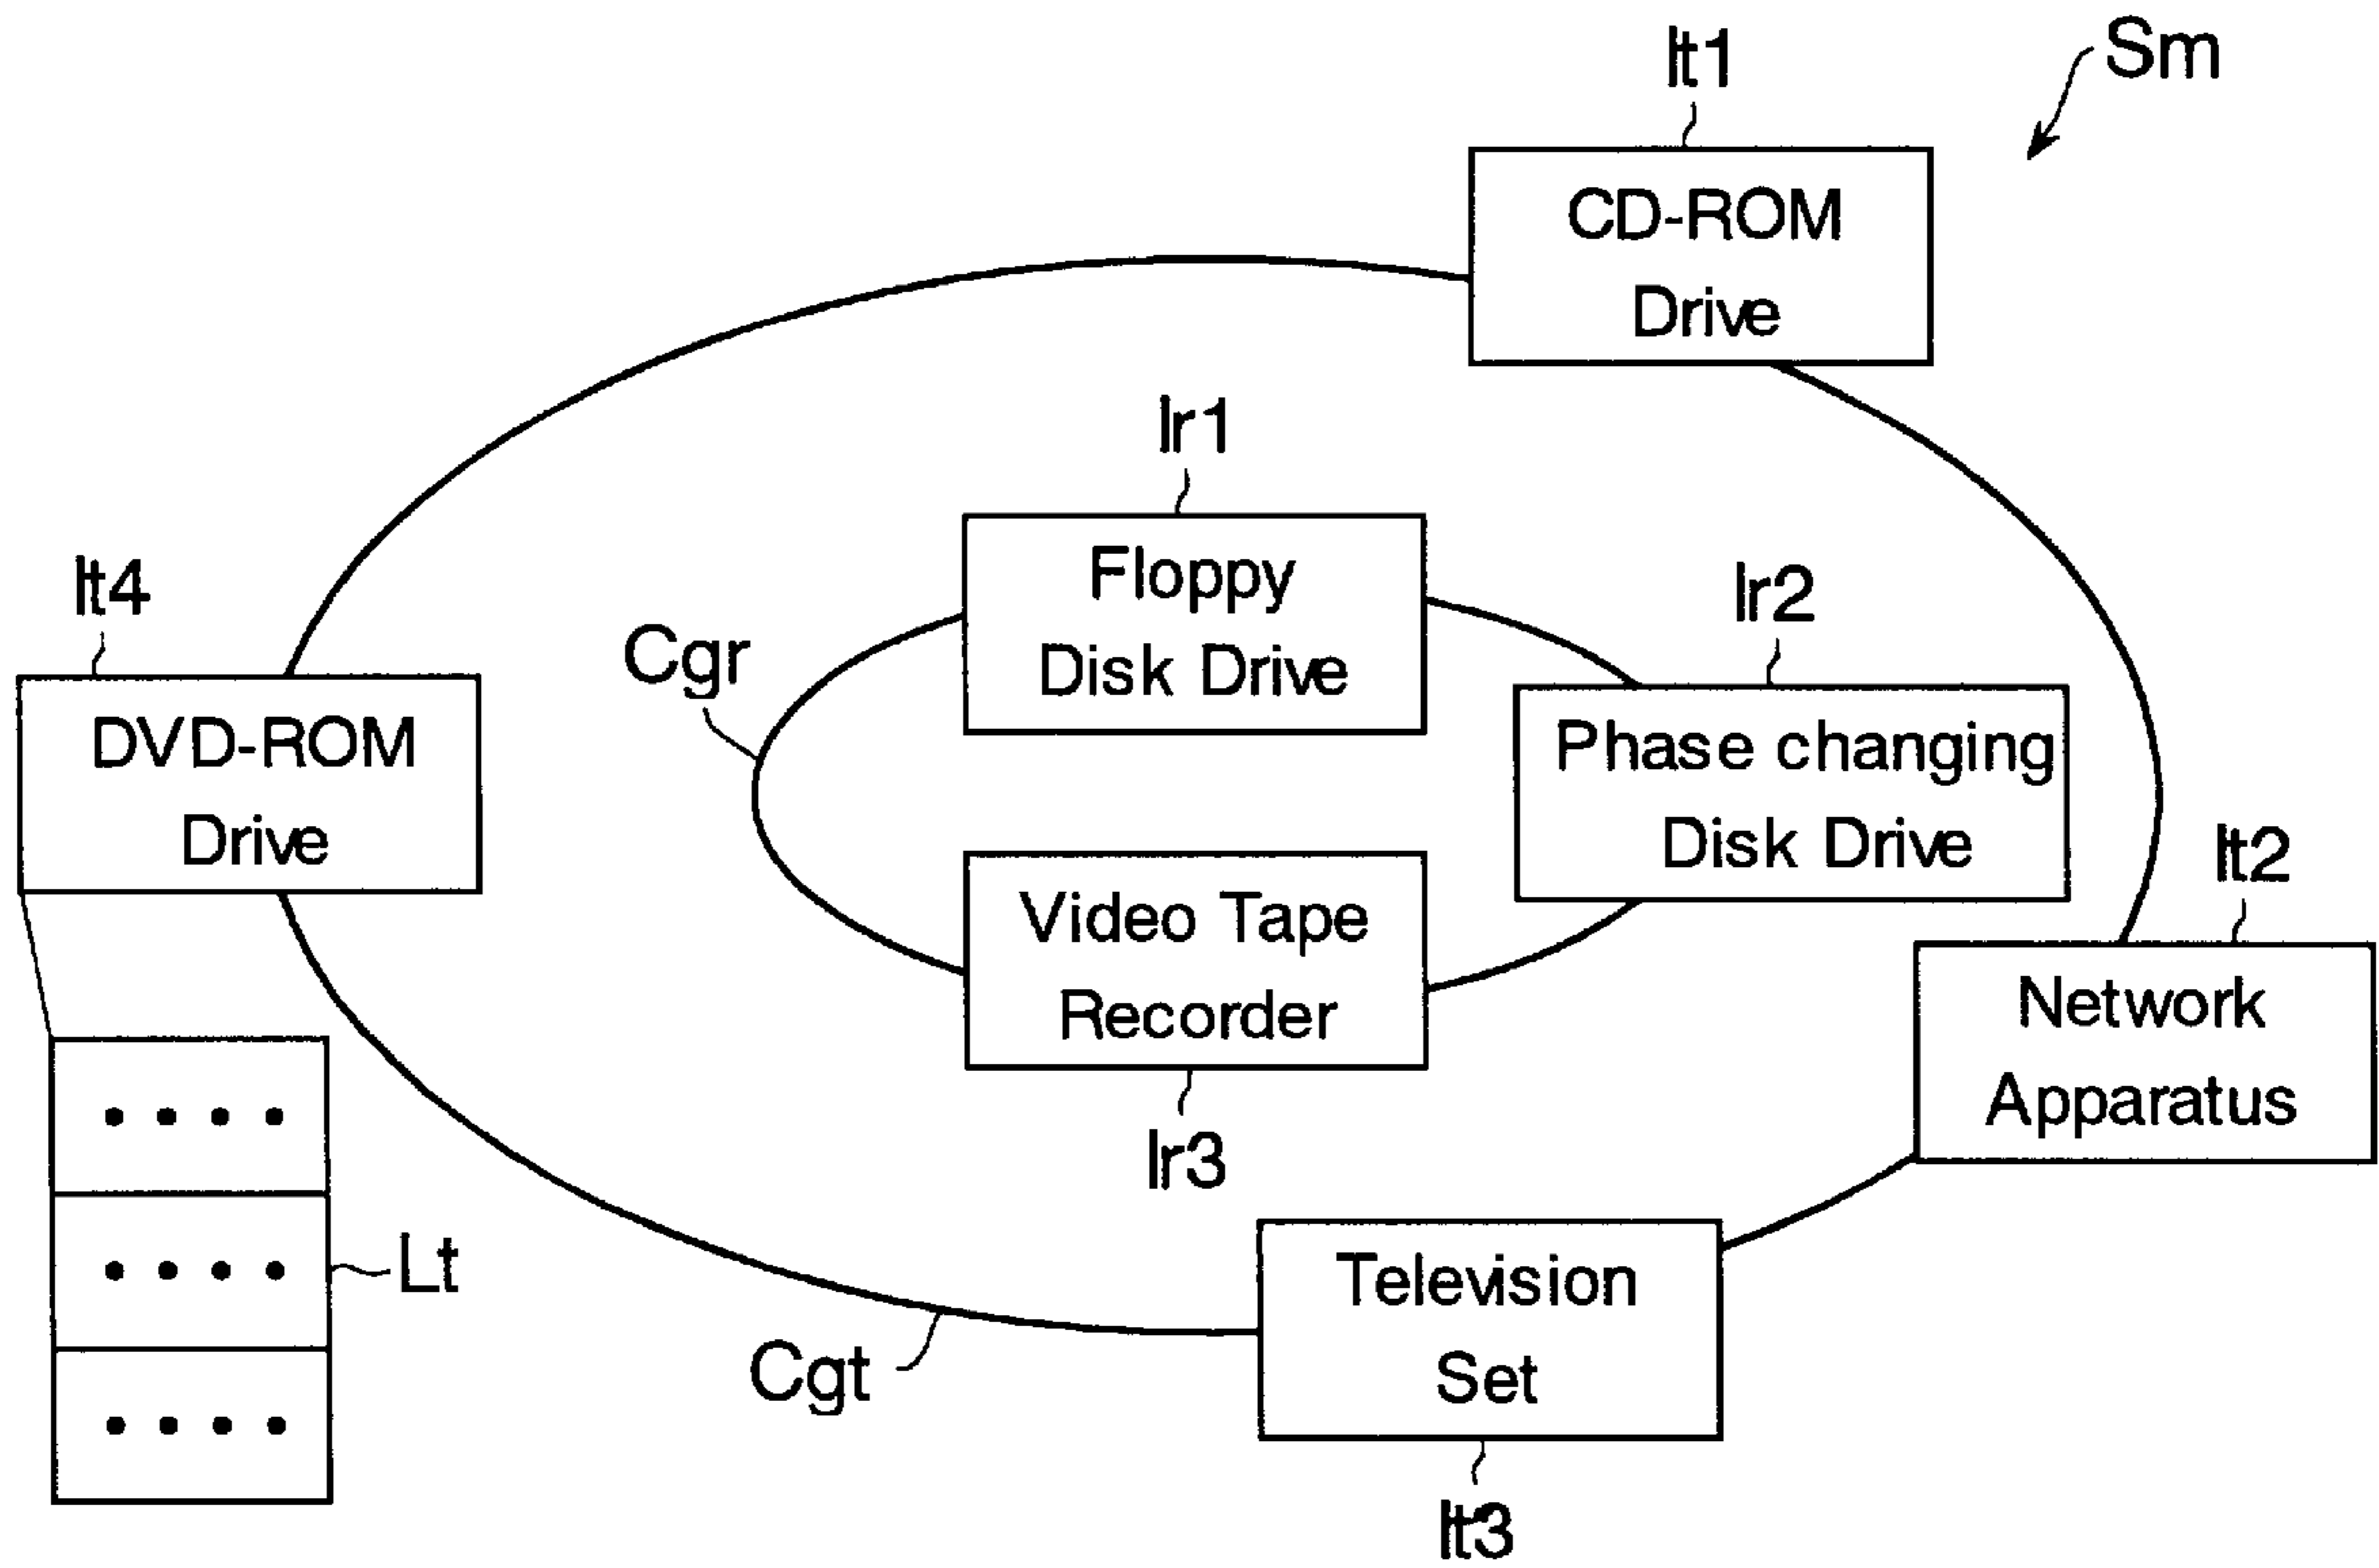 Sm
It1
CD-ROM
Drive
Ir1
Floppy
Disk Drive
Ir2
Phase changing
Disk Drive
It4
DVD-ROM
Drive
Cgr
Video Tape
Recorder
Ir3
It2
Network
Apparatus
Lt
Television
Set
Cgt
It3